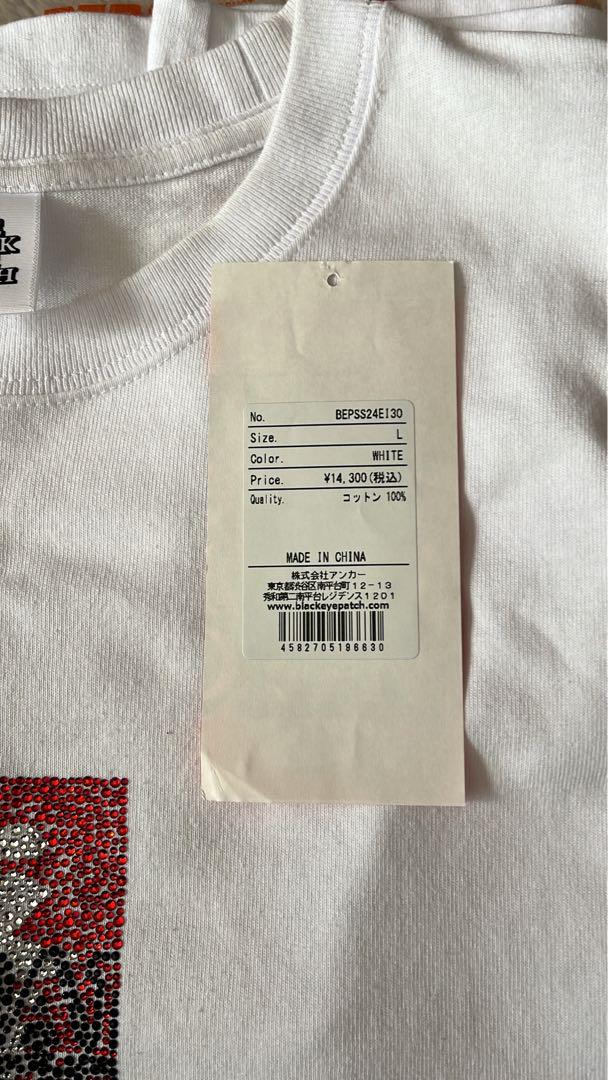 No. BEPSS24EI30
Size. L
Color. WHITE
Price. ¥14,300(税込)
Quality. コットン 100%
MADE IN CHINA
株式会社アンカー
東京都渋谷区南平台町12-13
秀和第二南平台レジデンス1201
www.blackeyepatch.com
4582705196630